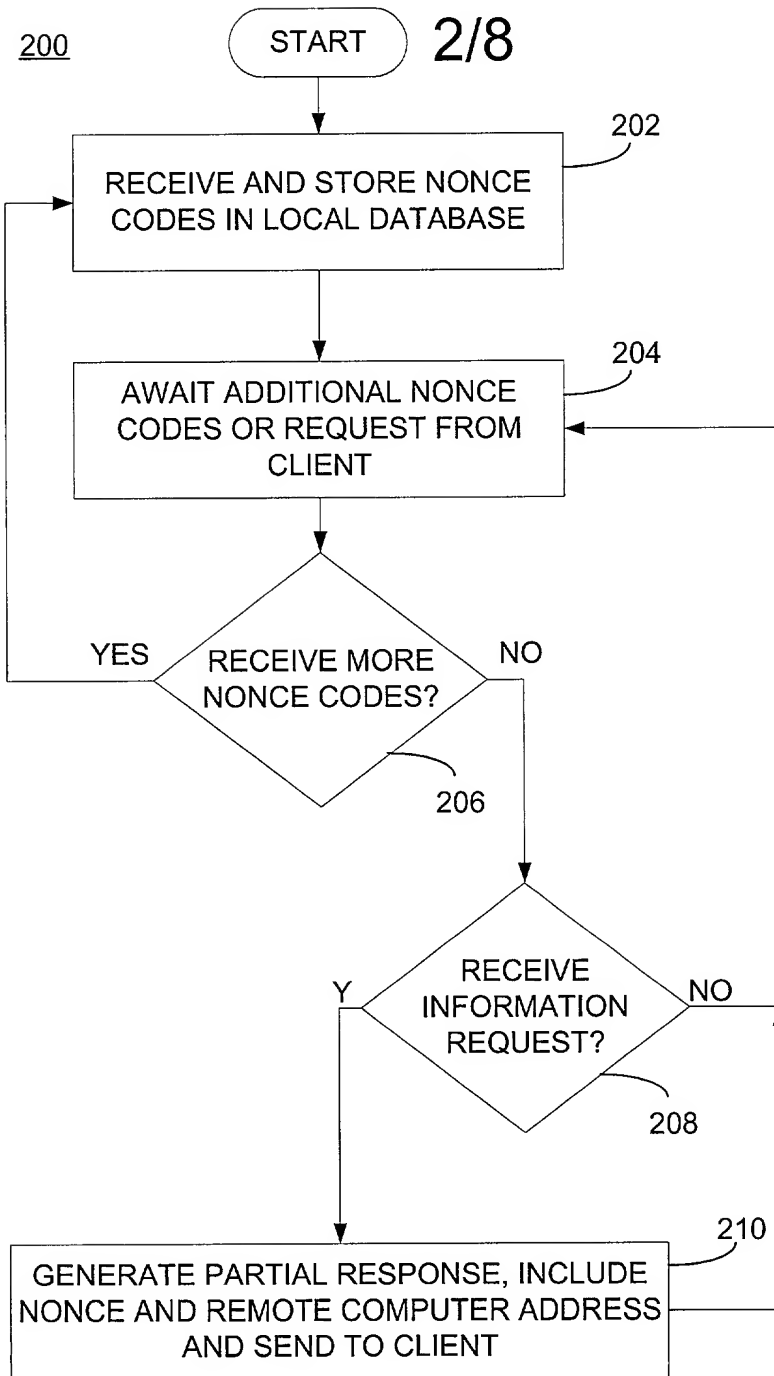 200
START
2/8
202
RECEIVE AND STORE NONCE
CODES IN LOCAL DATABASE
204
AWAIT ADDITIONAL NONCE
CODES OR REQUEST FROM
CLIENT
YES
RECEIVE MORE
NONCE CODES?
NO
206
Y
RECEIVE
INFORMATION
REQUEST?
NO
208
210
GENERATE PARTIAL RESPONSE, INCLUDE
NONCE AND REMOTE COMPUTER ADDRESS
AND SEND TO CLIENT